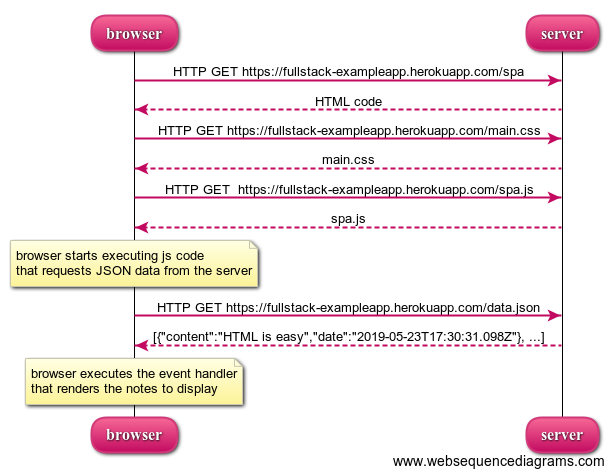 browser server
HTTP GET https://fullstack-exampleapp.herokuapp.com/spa
HTML code
HTTP GET https://fullstack-exampleapp.herokuapp.com/main.css
main.css
HTTP GET  https://fullstack-exampleapp.herokuapp.com/spa.js
spa.js
browser starts executing js code
that requests JSON data from the server
HTTP GET https://fullstack-exampleapp.herokuapp.com/data.json
[{"content":"HTML is easy","date":"2019-05-23T17:30:31.098Z"}, ...]
browser executes the event handler
that renders the notes to display
browser server
www.websequencediagrams.com